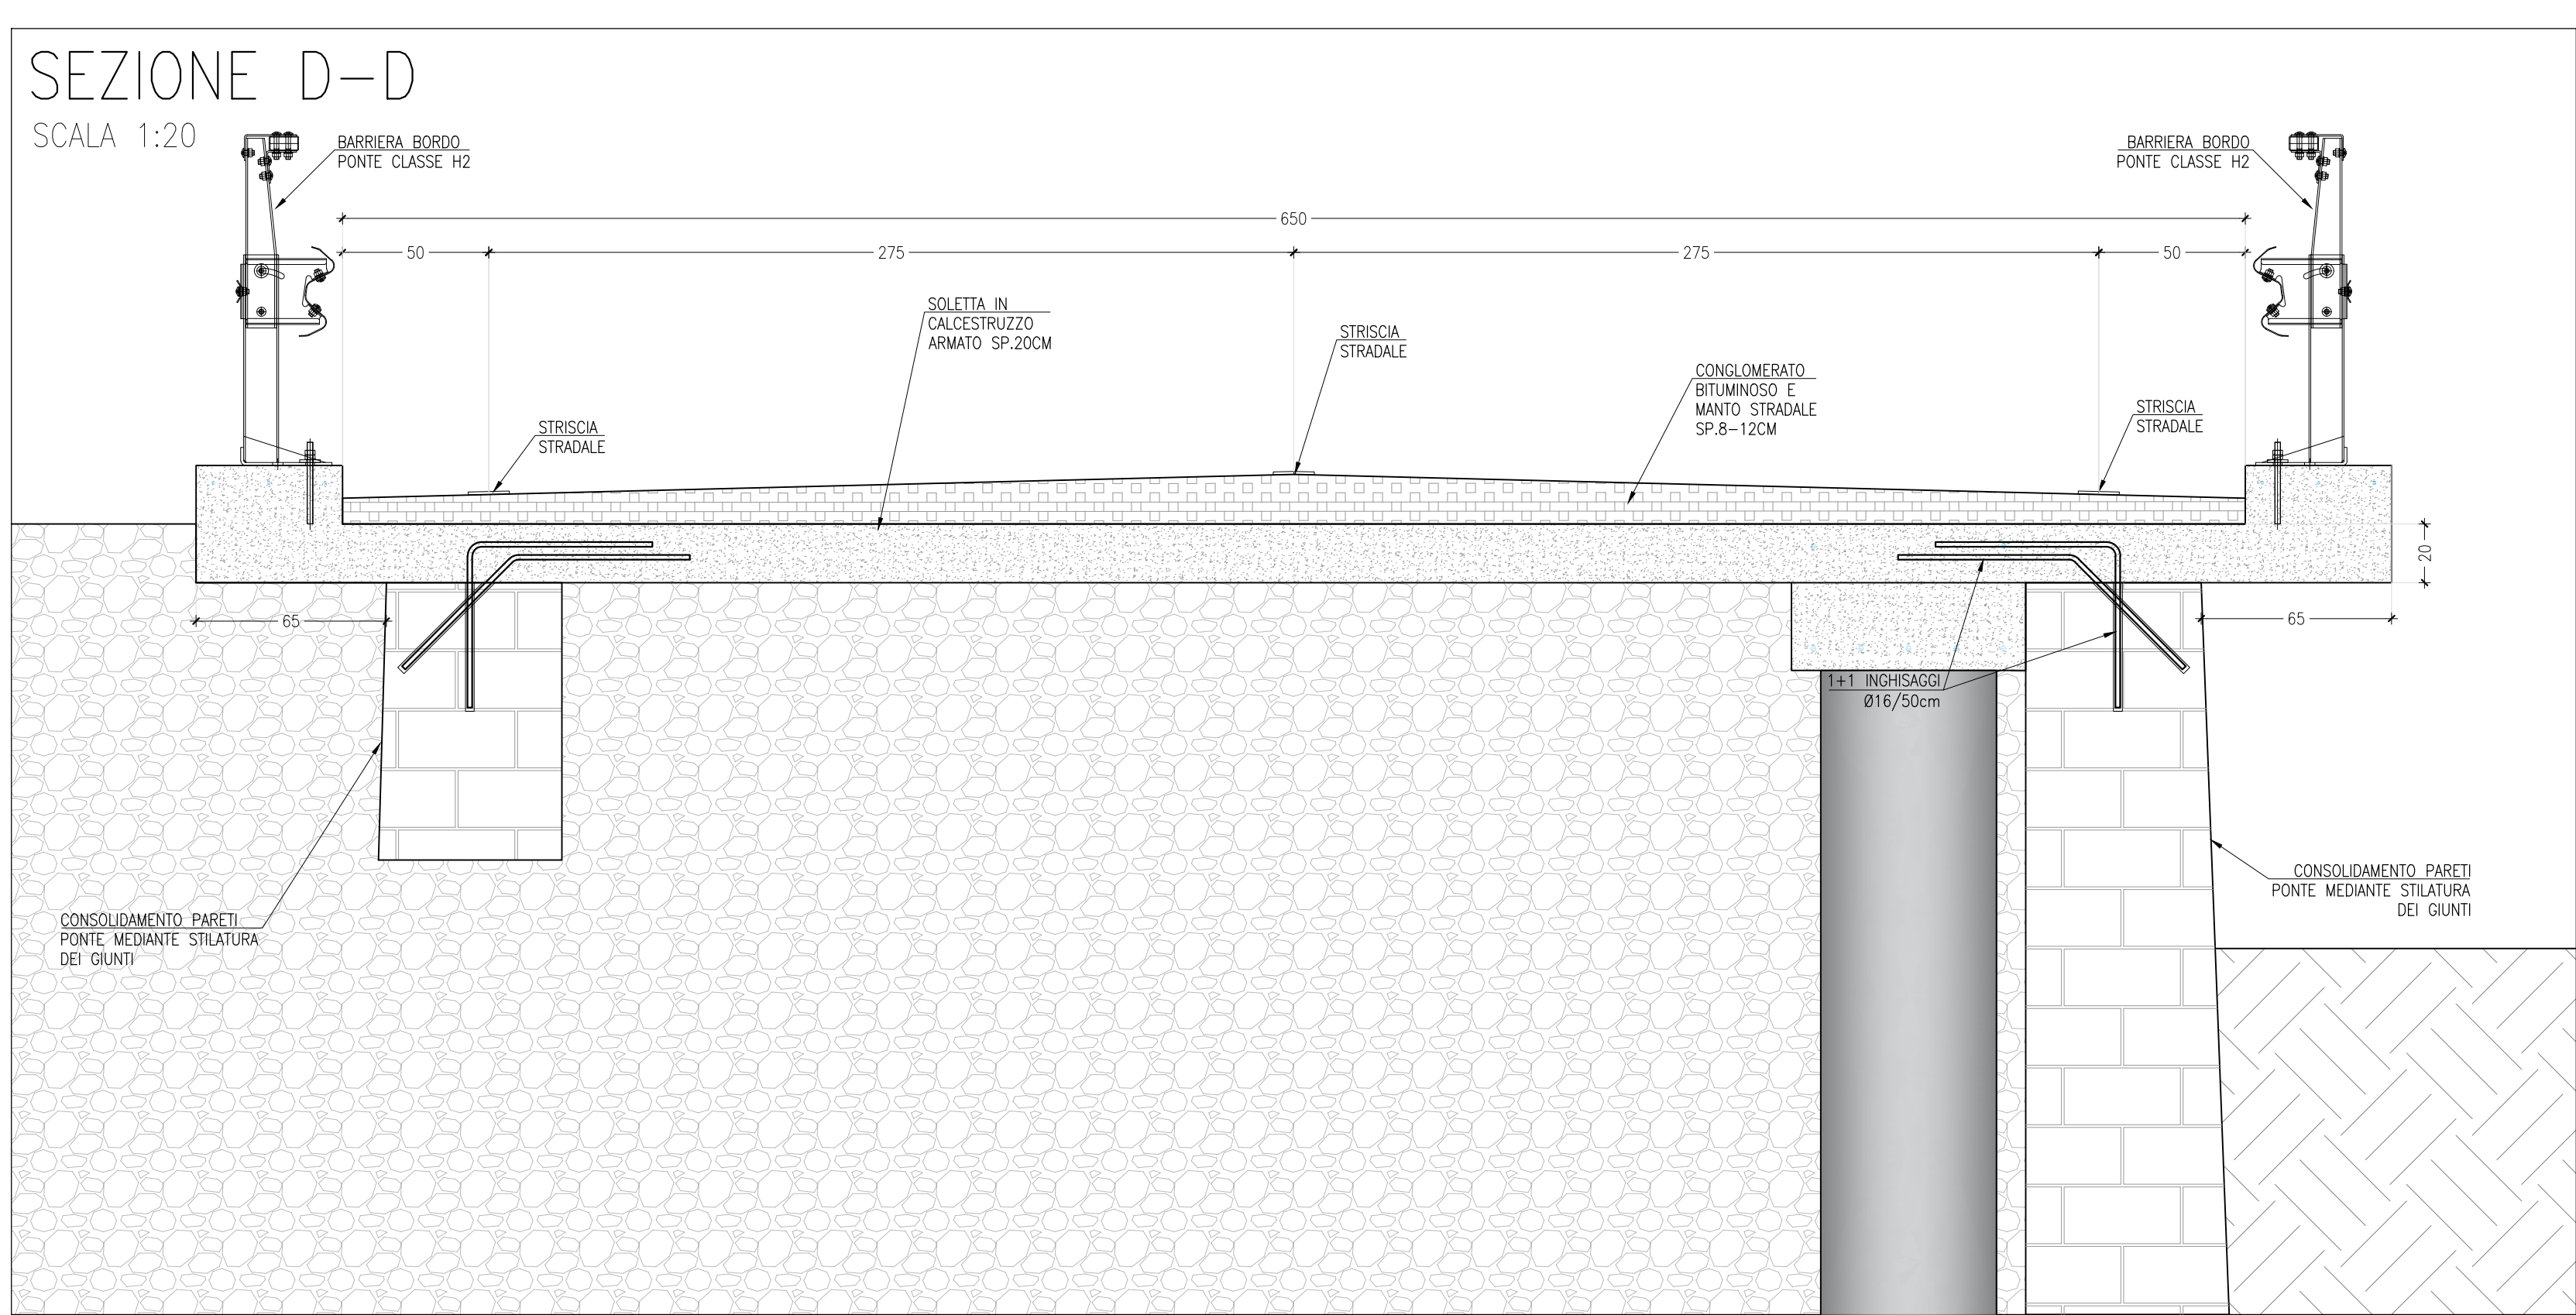 SEZIONE D-D
SCALA 1:20
BARRIERA BORDO
PONTE CLASSE H2
BARRIERA BORDO
PONTE CLASSE H2
650
50
275
275
50
SOLETTA IN
CALCESTRUZZO
ARMATO SP.20CM
STRISCIA
STRADALE
CONGLOMERATO
BITUMINOSO E
MANTO STRADALE
SP.8-12CM
STRISCIA
STRADALE
STRISCIA
STRADALE
20
65
65
1+1 INGHISAGGI
Ø16/50cm
CONSOLIDAMENTO PARETI
PONTE MEDIANTE STILATURA
DEI GIUNTI
CONSOLIDAMENTO PARETI
PONTE MEDIANTE STILATURA
DEI GIUNTI